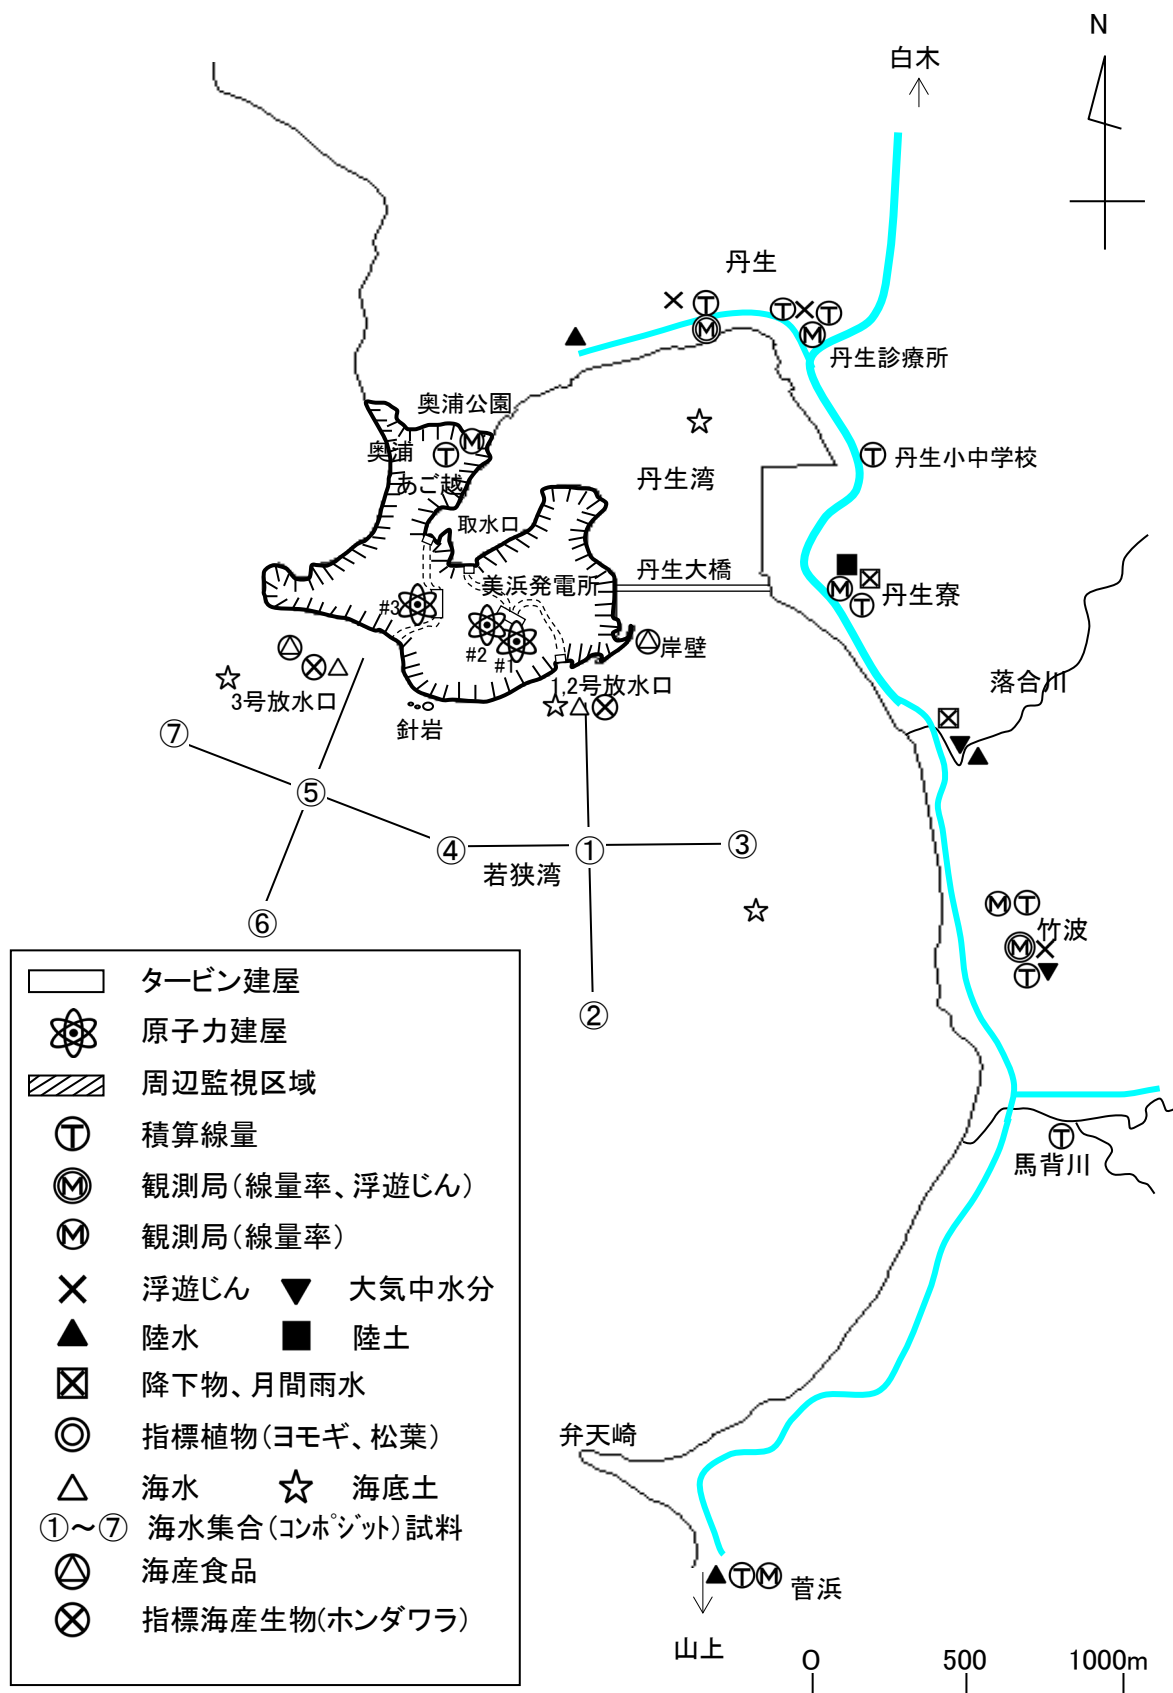 N
白木
丹生
丹生診療所
奥浦公園
奥浦
あご越
丹生湾
丹生小中学校
取水口
美浜発電所
丹生大橋
丹生寮
#3
#2
#1
岸壁
落合川
1,2号放水口
3号放水口
針岩
⑦
⑤
④
①
③
若狭湾
⑥
②
竹波
馬背川
タービン建屋
原子力建屋
周辺監視区域
積算線量
観測局(線量率、浮遊じん)
観測局(線量率)
浮遊じん 大気中水分
陸水 陸土
降下物、月間雨水
指標植物(ヨモギ、松葉)
海水 海底土
①～⑦ 海水集合(コンポジット)試料
海産食品
指標海産生物(ホンダワラ)
弁天崎
菅浜
山上
O 500 1000m